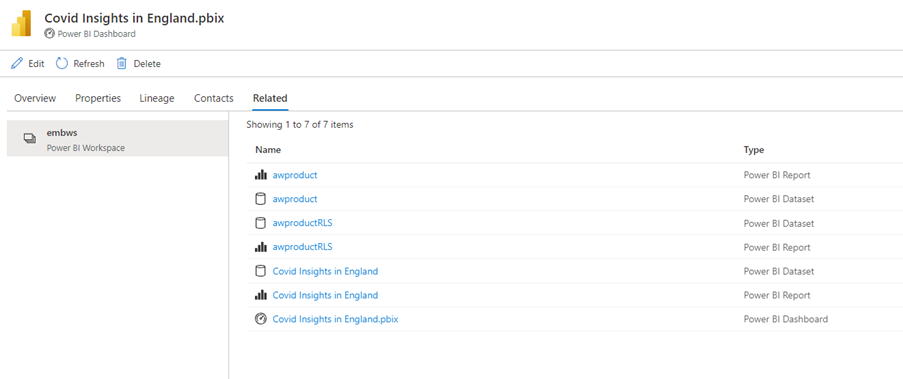 Covid Insights in England.pbix
Power BI Dashboard
Edit Refresh Delete
Overview Properties Lineage Contacts Related
embws
Power BI Workspace
Showing 1 to 7 of 7 items
Name Type
awproduct Power BI Report
awproduct Power BI Dataset
awproductRLS Power BI Dataset
awproductRLS Power BI Report
Covid Insights in England Power BI Dataset
Covid Insights in England Power BI Report
Covid Insights in England.pbix Power BI Dashboard